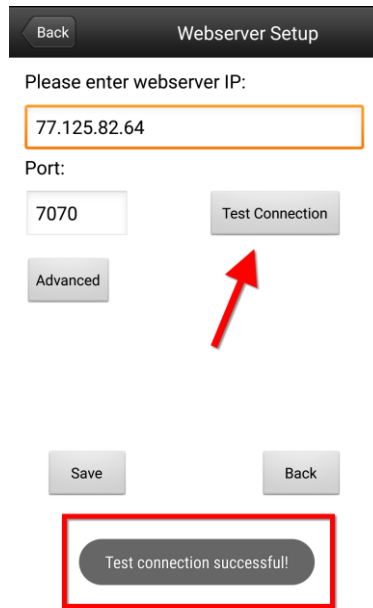 Back Webserver Setup
Please enter webserver IP:
77.125.82.64
Port:
7070 Test Connection
Advanced
Save Back
Test connection successful!